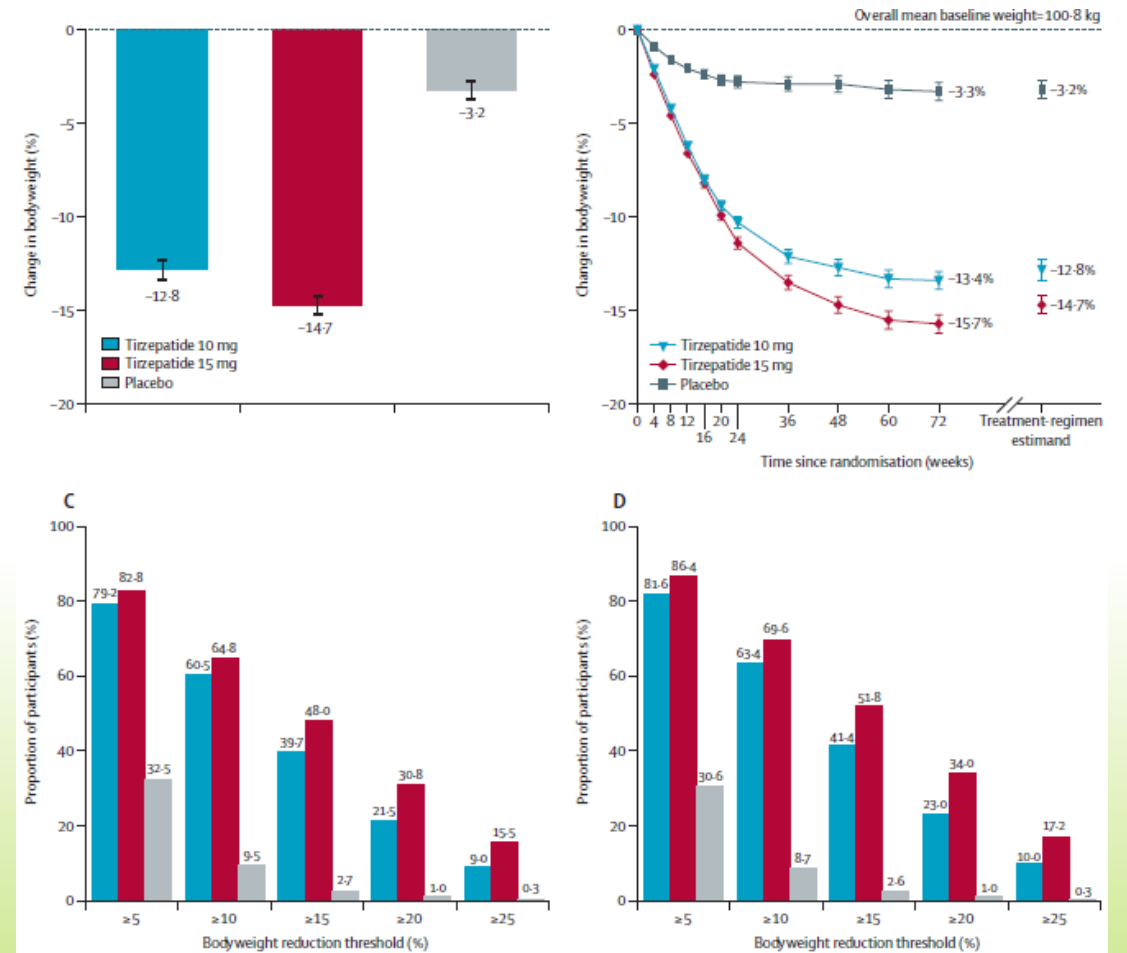 0
−5
−10
−15
−20
Change in bodyweight (%)
−12·8
−14·7
−3·2
Tirzepatide 10 mg
Tirzepatide 15 mg
Placebo
Overall mean baseline weight=100·8 kg
0
−5
−10
−15
−20
Change in bodyweight (%)
−3·3%
−3·2%
−13·4%
−12·8%
−15·7%
−14·7%
Tirzepatide 10 mg
Tirzepatide 15 mg
Placebo
0 4 8 12 16 20 24 36 48 60 72 Treatment-regimen
estimand
Time since randomisation (weeks)
C
100
80
60
40
20
0
Proportion of participants (%)
79·2 82·8 32·5
60·5 64·8 9·5
39·7 48·0 2·7
21·5 30·8 1·0
9·0 15·5 0·3
≥5 ≥10 ≥15 ≥20 ≥25
Bodyweight reduction threshold (%)
D
100
80
60
40
20
0
Proportion of participants (%)
81·6 86·4 30·6
63·4 69·6 8·7
41·4 51·8 2·6
23·0 34·0 1·0
10·0 17·2 0·3
≥5 ≥10 ≥15 ≥20 ≥25
Bodyweight reduction threshold (%)